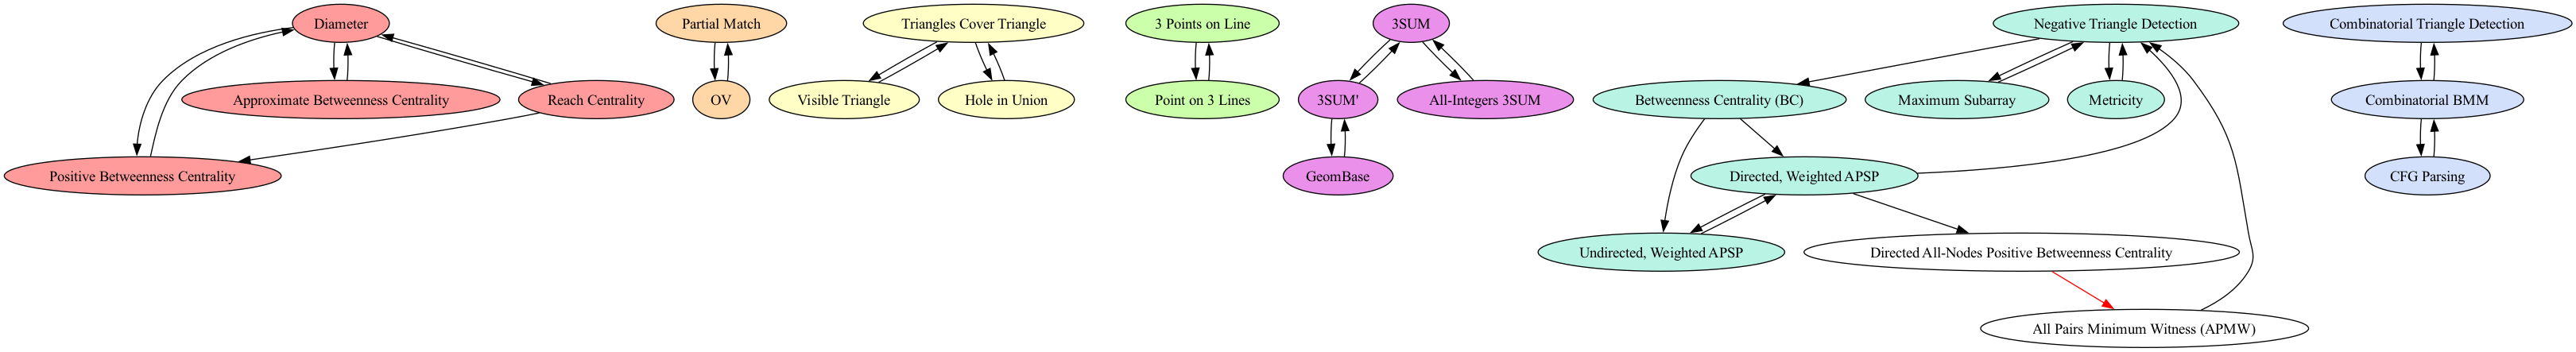 Diameter
Partial Match
Triangles Cover Triangle
3 Points on Line
3SUM
Negative Triangle Detection
Combinatorial Triangle Detection
Approximate Betweenness Centrality
Reach Centrality
OV
Visible Triangle
Hole in Union
Point on 3 Lines
3SUM'
All-Integers 3SUM
Betweenness Centrality (BC)
Maximum Subarray
Metricity
Combinatorial BMM
Positive Betweenness Centrality
GeomBase
Directed, Weighted APSP
CFG Parsing
Undirected, Weighted APSP
Directed All-Nodes Positive Betweenness Centrality
All Pairs Minimum Witness (APMW)